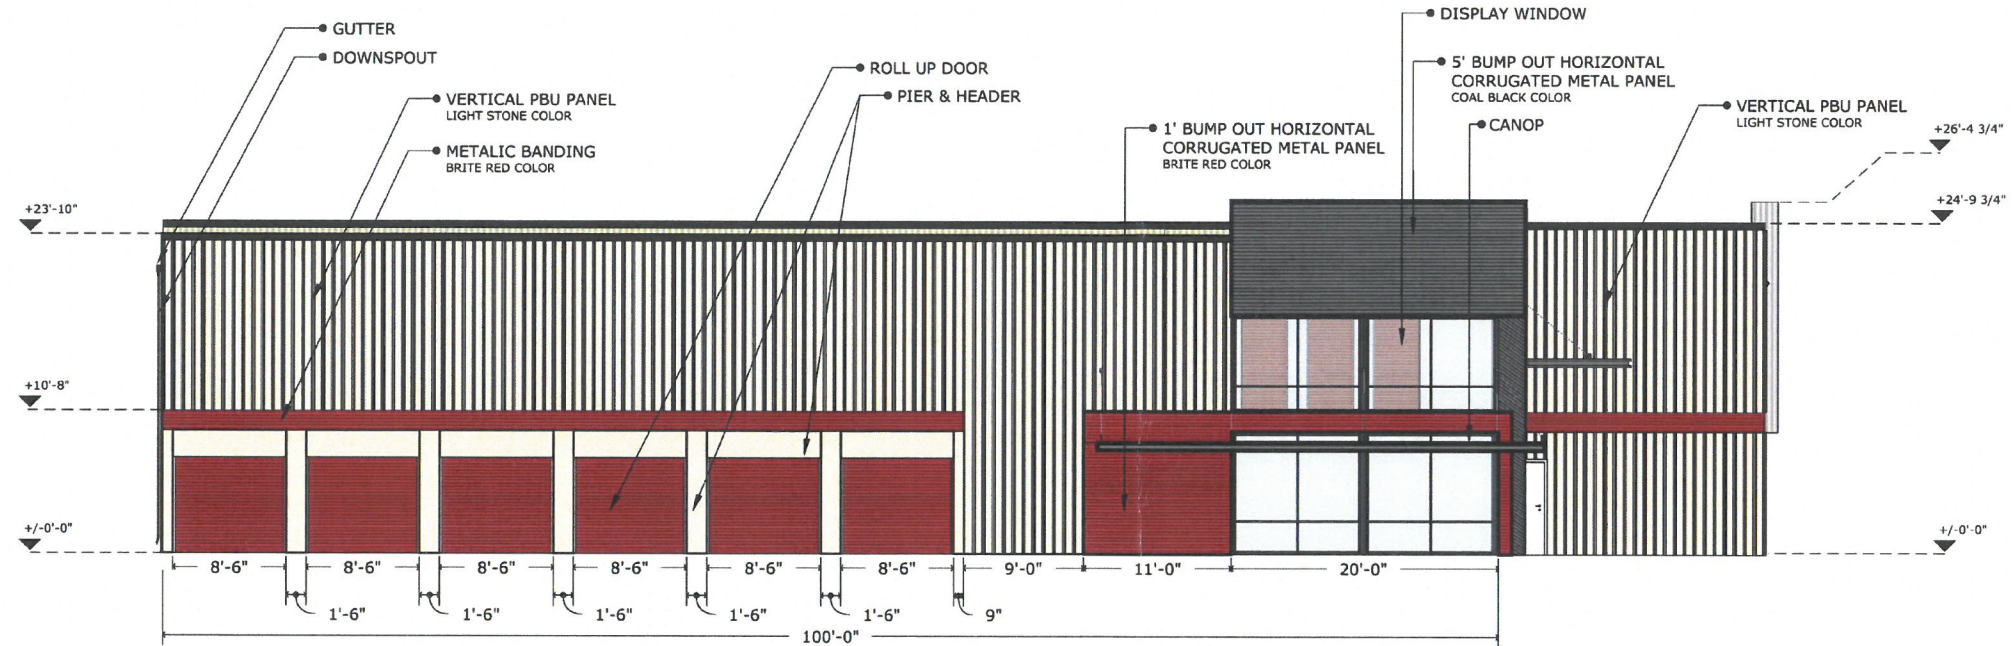 GUTTER
DOWNSPOUT
VERTICAL PBU PANEL
LIGHT STONE COLOR
METALIC BANDING
BRITE RED COLOR
ROLL UP DOOR
PIER & HEADER
1' BUMP OUT HORIZONTAL
CORRUGATED METAL PANEL
BRITE RED COLOR
DISPLAY WINDOW
5' BUMP OUT HORIZONTAL
CORRUGATED METAL PANEL
COAL BLACK COLOR
CANOP
VERTICAL PBU PANEL
LIGHT STONE COLOR
+26'-4 3/4"
+24'-9 3/4"
+23'-10"
+10'-8"
+/-0'-0"
+/-0'-0"
8'-6"
8'-6"
8'-6"
8'-6"
8'-6"
8'-6"
9'-0"
11'-0"
20'-0"
1'-6"
1'-6"
1'-6"
1'-6"
1'-6"
9"
100'-0"